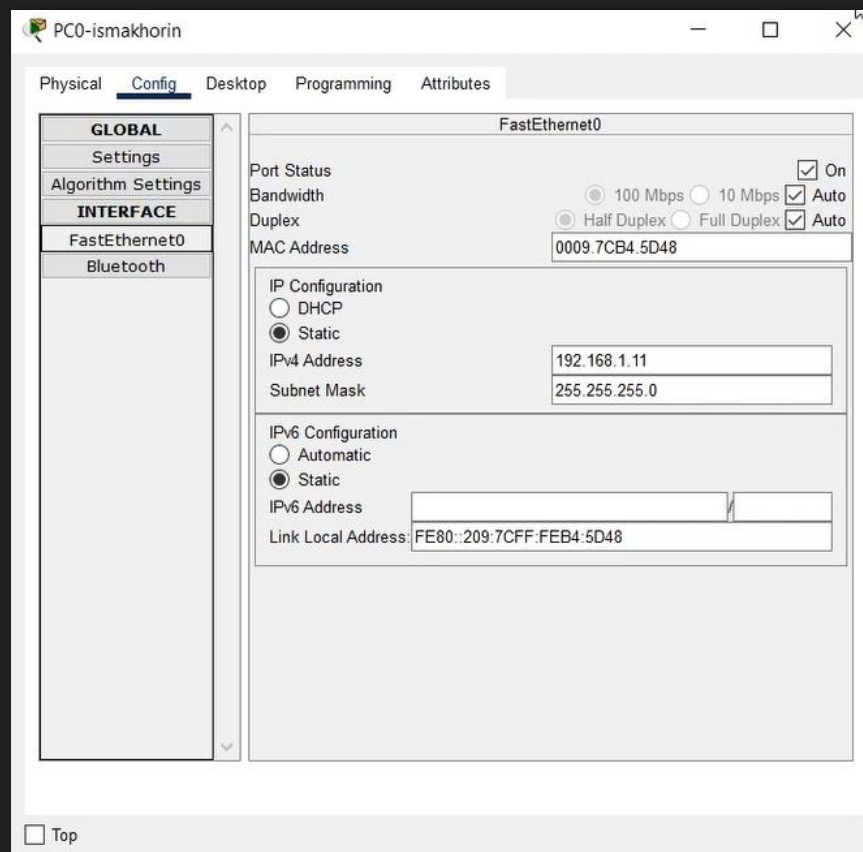 PC0-ismakhorin
Physical Config Desktop Programming Attributes
GLOBAL
Settings
Algorithm Settings
INTERFACE
FastEthernet0
Bluetooth
FastEthernet0
Port Status On
Bandwidth 100 Mbps 10 Mbps Auto
Duplex Half Duplex Full Duplex Auto
MAC Address 0009.7CB4.5D48
IP Configuration
DHCP
Static
IPv4 Address 192.168.1.11
Subnet Mask 255.255.255.0
IPv6 Configuration
Automatic
Static
IPv6 Address /
Link Local Address: FE80::209:7CFF:FEB4:5D48
Top